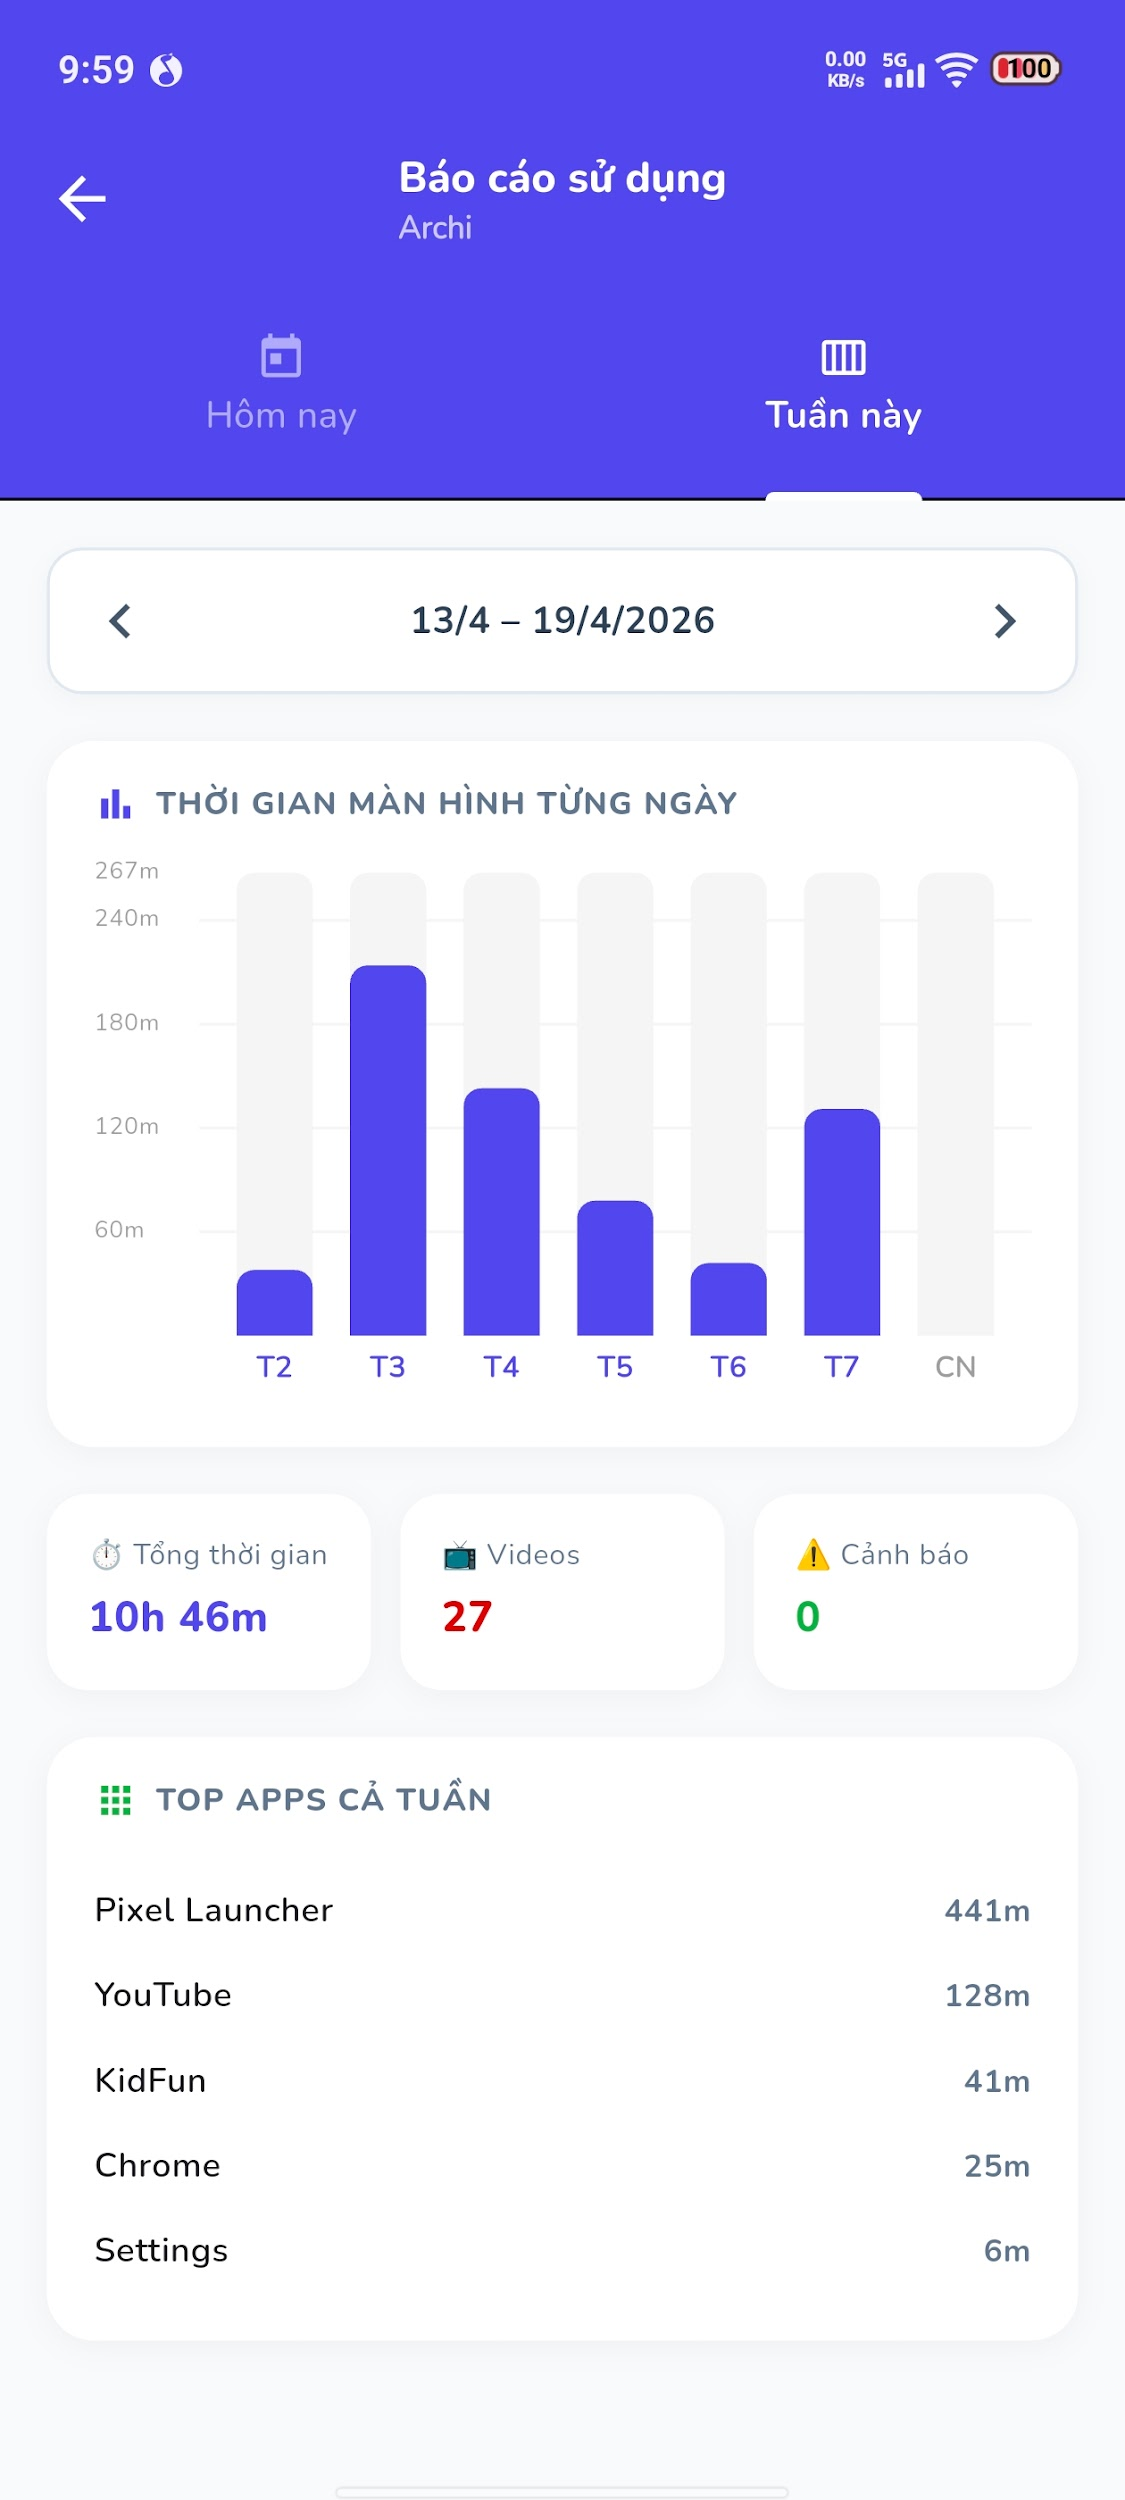 9:59
0.00 KB/s 5G 100
Báo cáo sử dụng
Archi
Hôm nay
Tuần này
13/4 – 19/4/2026
THỜI GIAN MÀN HÌNH TỪNG NGÀY
267m
240m
180m
120m
60m
T2 T3 T4 T5 T6 T7 CN
Tổng thời gian
10h 46m
Videos
27
Cảnh báo
0
TOP APPS CẢ TUẦN
Pixel Launcher 441m
YouTube 128m
KidFun 41m
Chrome 25m
Settings 6m